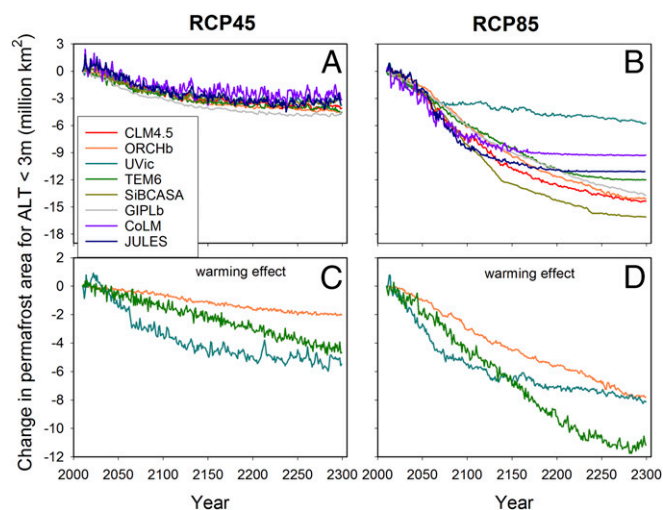 RCP45
RCP85
Change in permafrost area for ALT < 3m (million km²)
3
0
-3
-6
-9
-12
-15
-18
A
B
CLM4.5
ORCHb
UVic
TEM6
SiBCASA
GIPLb
CoLM
JULES
2
0
-2
-4
-6
-8
-10
-12
warming effect
C
warming effect
D
2000 2050 2100 2150 2200 2250 2300
2000 2050 2100 2150 2200 2250 2300
Year
Year